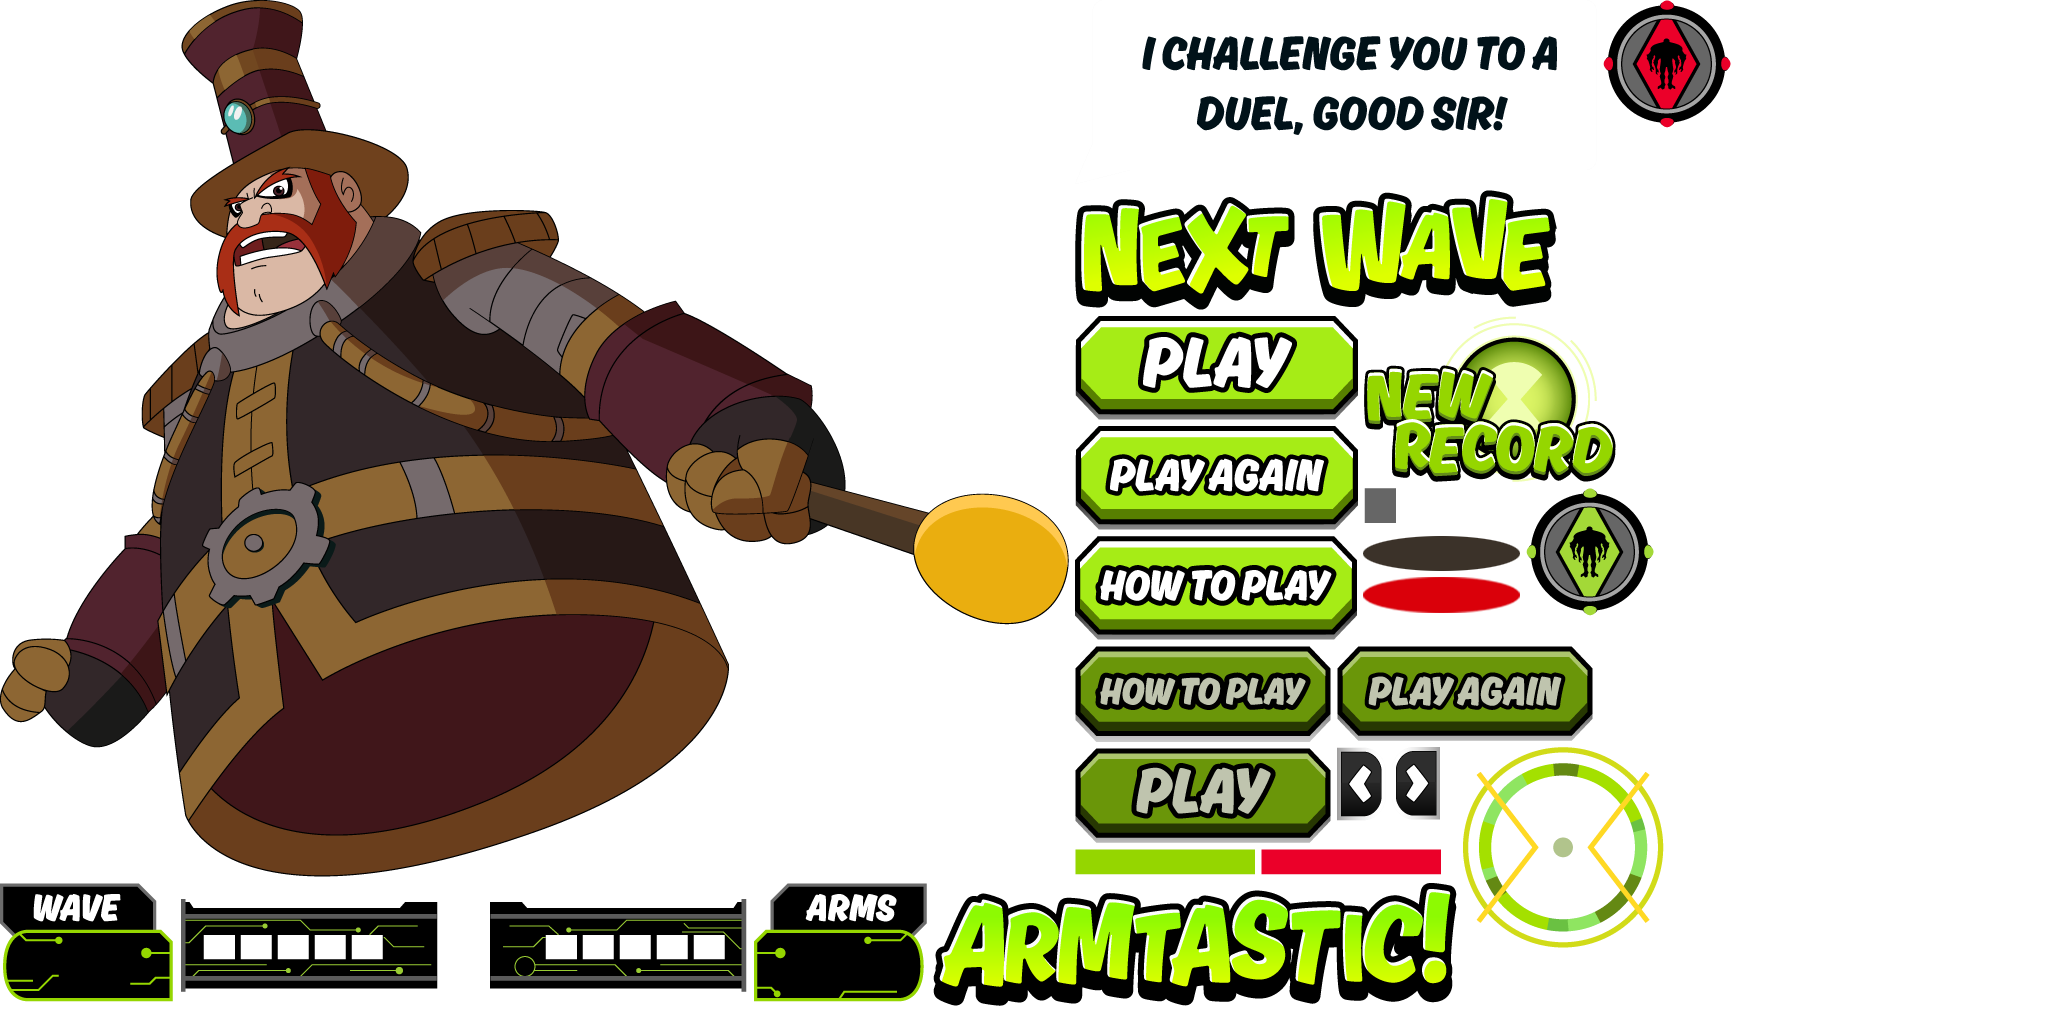 I CHALLENGE YOU TO A
DUEL, GOOD SIR!
NEXT WAVE
PLAY
NEW
RECORD
PLAY AGAIN
HOW TO PLAY
HOW TO PLAY
PLAY AGAIN
PLAY
WAVE
ARMS
ARMTASTIC!